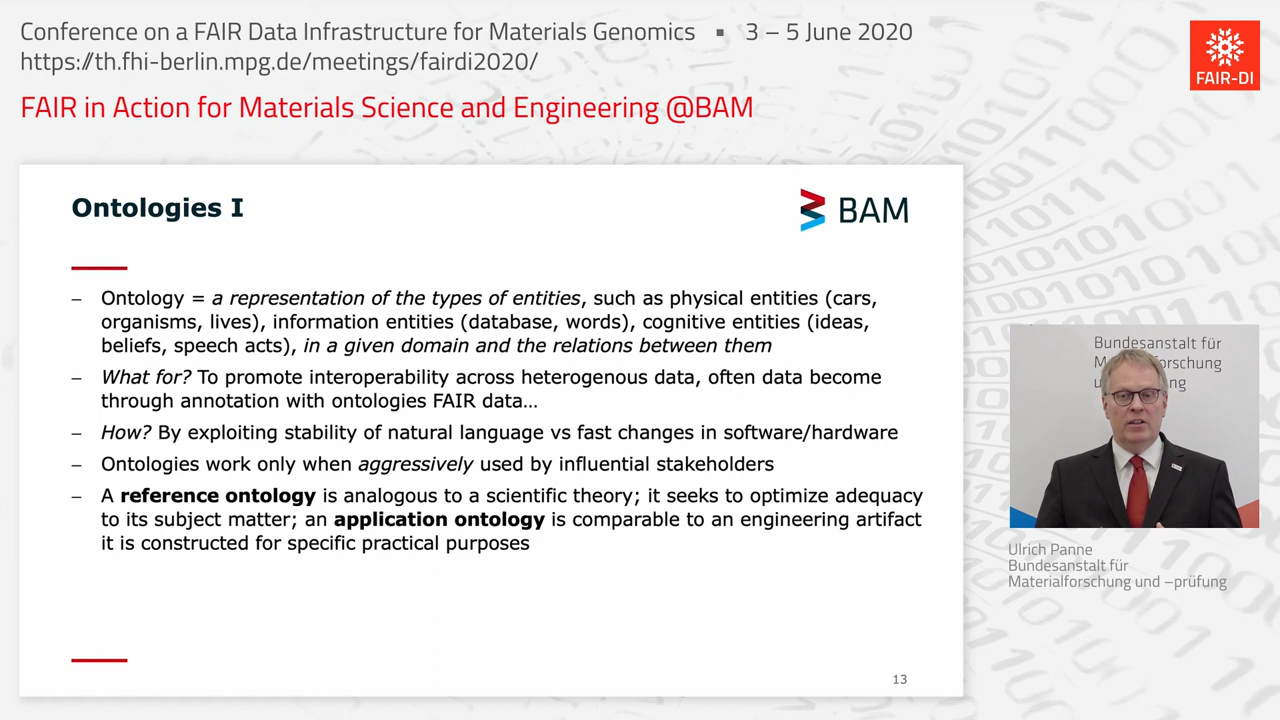 Conference on a FAIR Data Infrastructure for Materials Genomics ▪ 3 – 5 June 2020
https://th.fhi-berlin.mpg.de/meetings/fairdi2020/
FAIR-DI
FAIR in Action for Materials Science and Engineering @BAM
Ontologies I
BAM
– Ontology = a representation of the types of entities, such as physical entities (cars,
organisms, lives), information entities (database, words), cognitive entities (ideas,
beliefs, speech acts), in a given domain and the relations between them
– What for? To promote interoperability across heterogenous data, often data become
through annotation with ontologies FAIR data...
– How? By exploiting stability of natural language vs fast changes in software/hardware
– Ontologies work only when aggressively used by influential stakeholders
– A reference ontology is analogous to a scientific theory; it seeks to optimize adequacy
to its subject matter; an application ontology is comparable to an engineering artifact
it is constructed for specific practical purposes
13
Bundesanstalt für
Ulrich Panne
Bundesanstalt für
Materialforschung und –prüfung